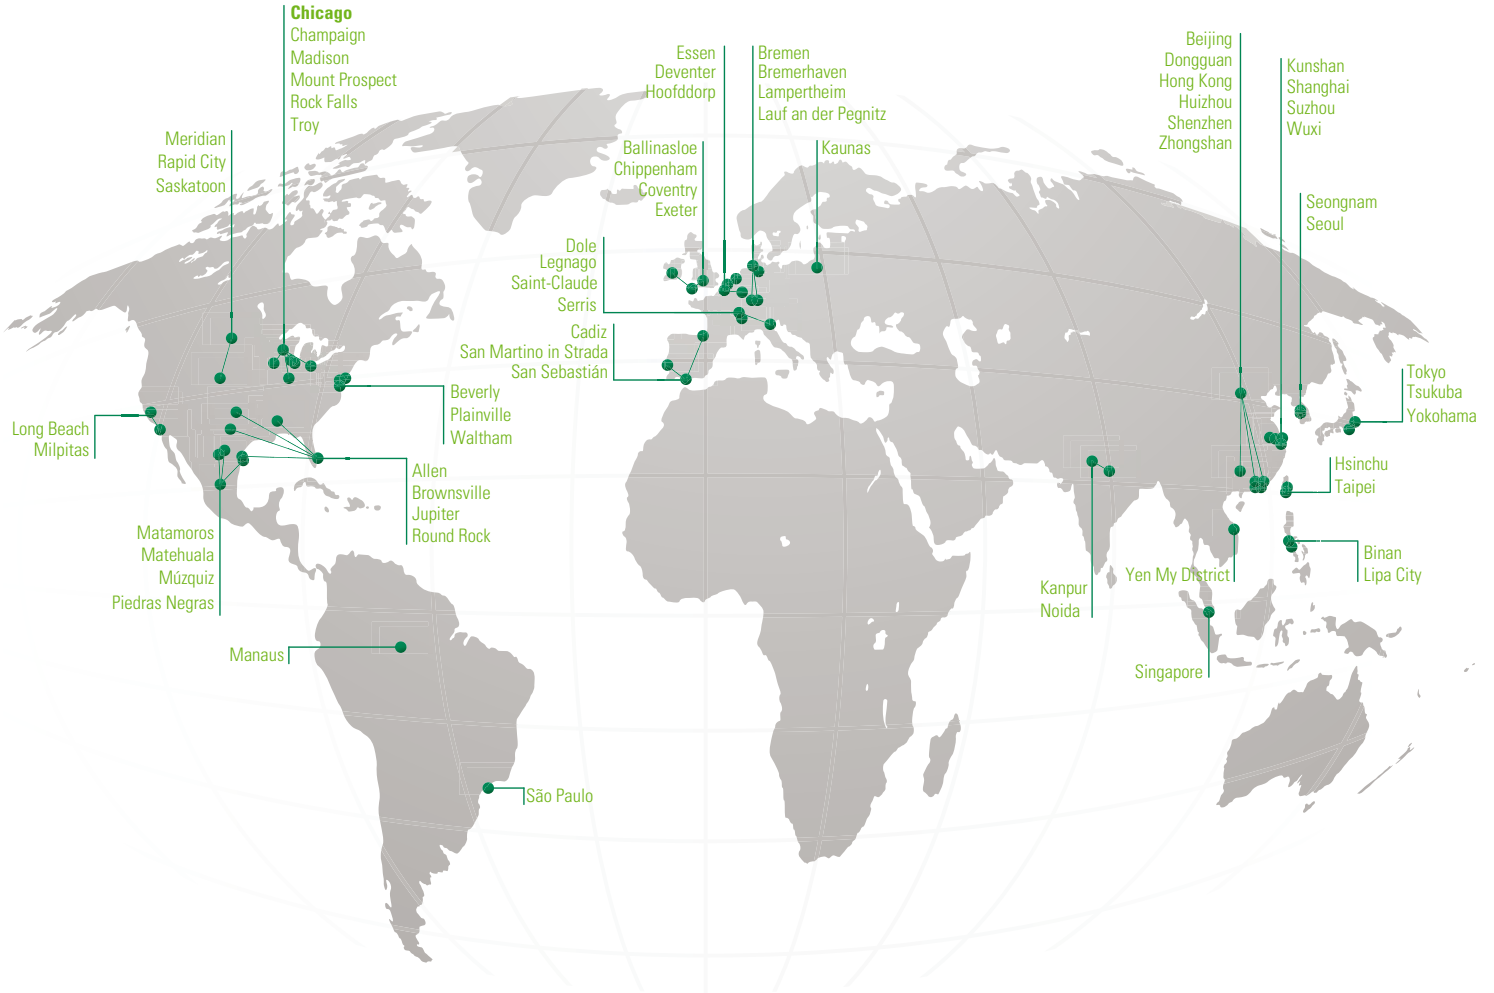 Chicago
Champaign
Madison
Mount Prospect
Rock Falls
Troy
Meridian
Rapid City
Saskatoon
Essen
Deventer
Hoofddorp
Bremen
Bremerhaven
Lampertheim
Lauf an der Pegnitz
Ballinasloe
Chippenham
Coventry
Exeter
Kaunas
Dole
Legnago
Saint-Claude
Serris
Cadiz
San Martino in Strada
San Sebastián
Beijing
Dongguan
Hong Kong
Huizhou
Shenzhen
Zhongshan
Kunshan
Shanghai
Suzhou
Wuxi
Seongnam
Seoul
Tokyo
Tsukuba
Yokohama
Long Beach
Milpitas
Beverly
Plainville
Waltham
Allen
Brownsville
Jupiter
Round Rock
Hsinchu
Taipei
Matamoros
Matehuala
Múzquiz
Piedras Negras
Binan
Lipa City
Yen My District
Kanpur
Noida
Manaus
Singapore
São Paulo